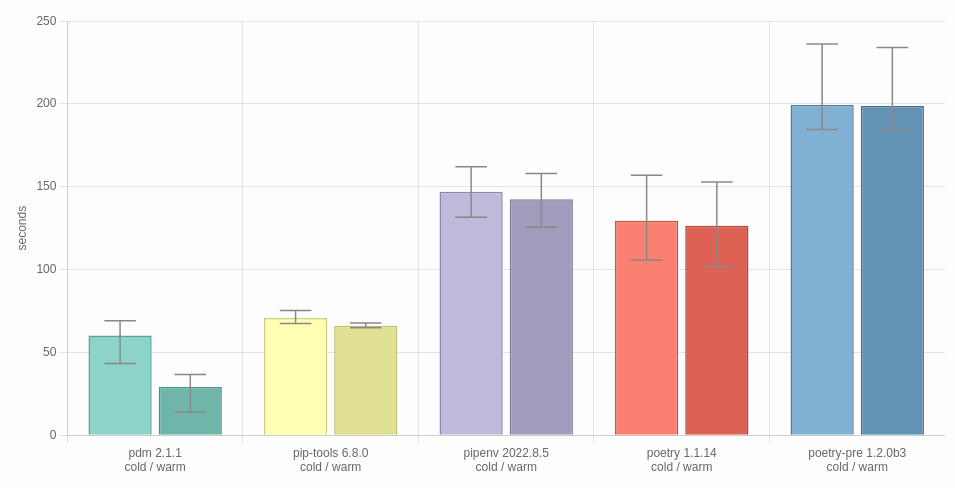 250
200
150
100
50
0
seconds
pdm 2.1.1
cold / warm
pip-tools 6.8.0
cold / warm
pipenv 2022.8.5
cold / warm
poetry 1.1.14
cold / warm
poetry-pre 1.2.0b3
cold / warm